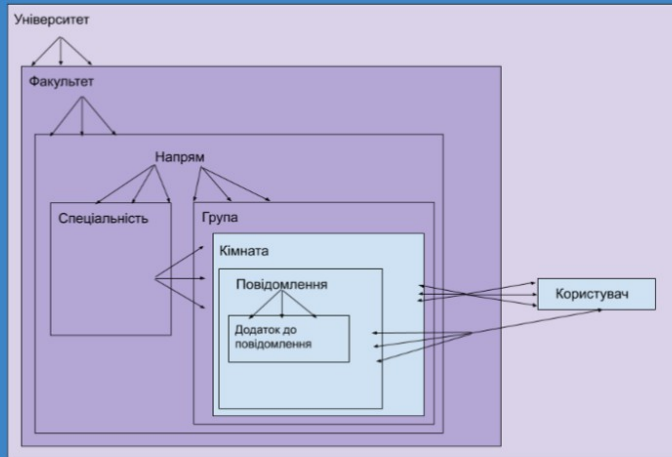 Університет
Факультет
Напрям
Спеціальність
Група
Кімната
Повідомлення
Додаток до
повідомлення
Користувач